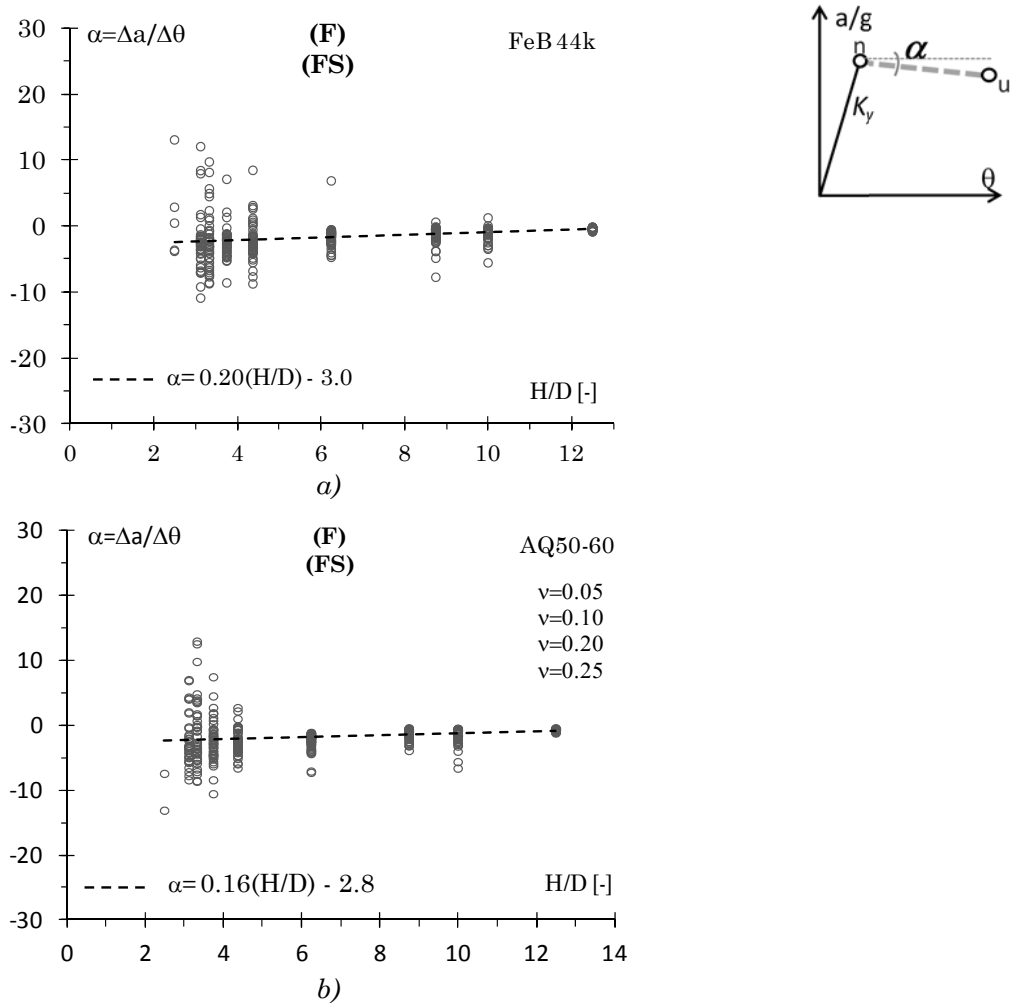 α=Δa/Δθ
(F)
(FS)
FeB 44k
30
20
10
0
-10
-20
-30
α= 0.20(H/D) - 3.0
H/D [-]
0 2 4 6 8 10 12
a)
a/g
n
α
u
Ky
θ
α=Δa/Δθ
(F)
(FS)
AQ50-60
ν=0.05
ν=0.10
ν=0.20
ν=0.25
30
20
10
0
-10
-20
-30
α= 0.16(H/D) - 2.8
H/D [-]
0 2 4 6 8 10 12 14
b)